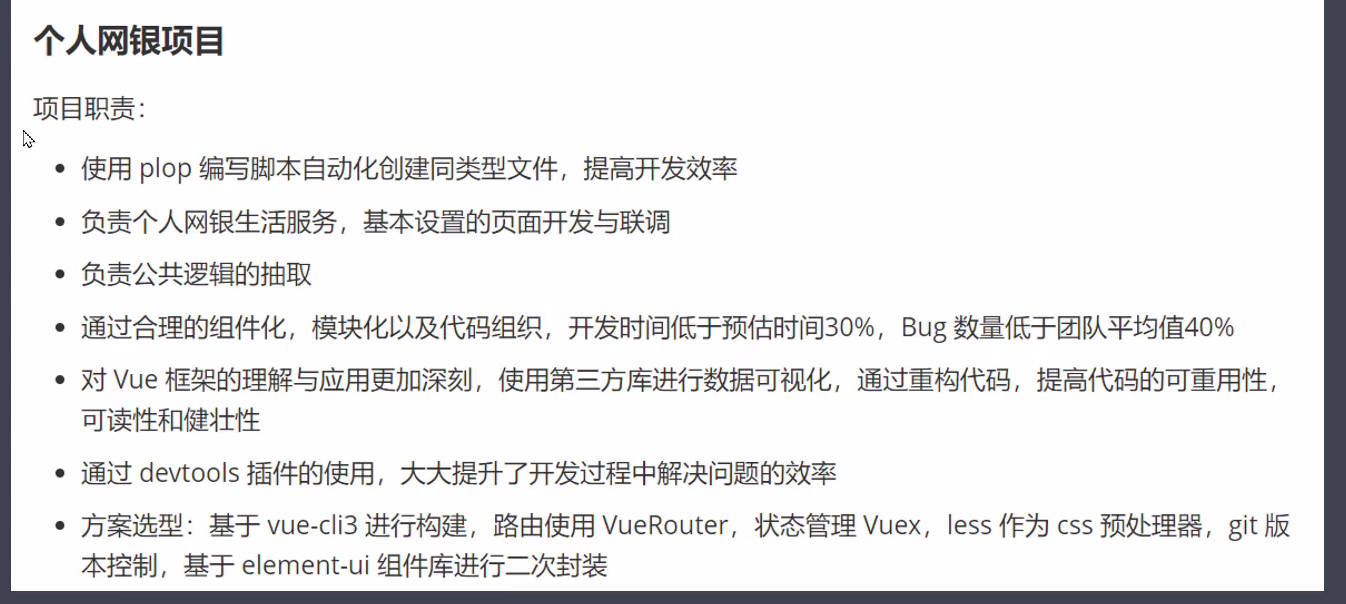 个人网银项目
项目职责：
使用 plop 编写脚本自动化创建同类型文件，提高开发效率
负责个人网银生活服务，基本设置的页面开发与联调
负责公共逻辑的抽取
通过合理的组件化，模块化以及代码组织，开发时间低于预估时间30%，Bug 数量低于团队平均值40%
对 Vue 框架的理解与应用更加深刻，使用第三方库进行数据可视化，通过重构代码，提高代码的可重用性，
可读性和健壮性
通过 devtools 插件的使用，大大提升了开发过程中解决问题的效率
方案选型：基于 vue-cli3 进行构建，路由使用 VueRouter，状态管理 Vuex，less 作为 css 预处理器，git 版
本控制，基于 element-ui 组件库进行二次封装